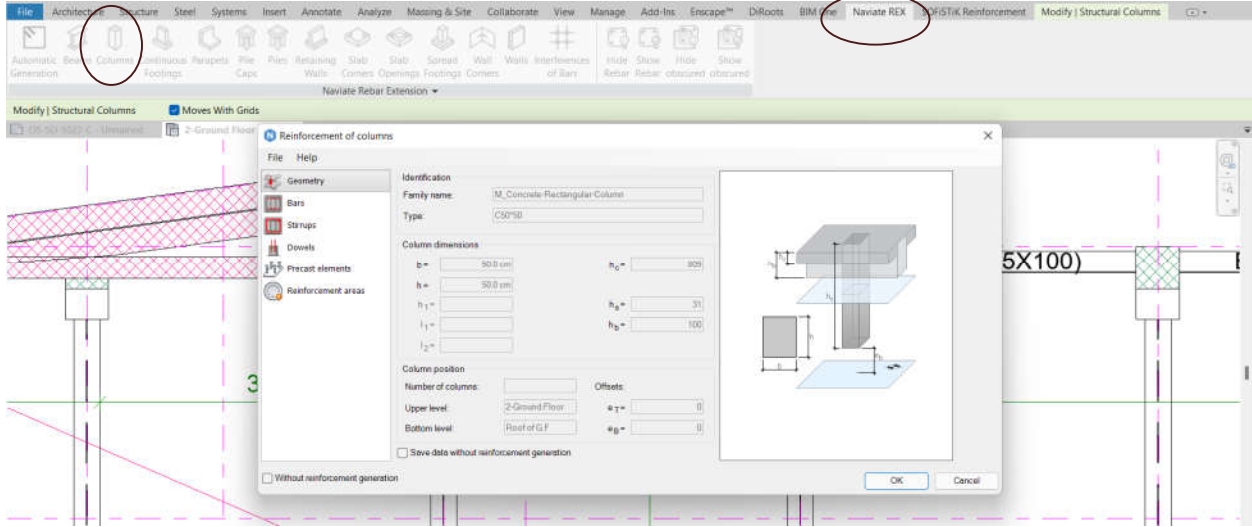 File Architecture Structure Steel Systems Insert Annotate Analyze Massing & Site Collaborate View Manage Add-Ins Enscape™ DiRoots BIM One Naviate REX SOFiSTiK Reinforcement Modify | Structural Columns
Automatic Generation
Beams
Columns
Continuous Footings
Parapets
Pile Caps
Piles
Retaining Walls
Slab Corners
Slab Openings
Spread Footings
Wall Corners
Walls
Interferences of Bars
Hide Rebar
Show Rebar
Hide obscured
Show obscured
Naviate Rebar Extension
Modify | Structural Columns Moves With Grids
2-Ground Floor
Reinforcement of columns
File Help
Geometry
Bars
Stirrups
Dowels
Precast elements
Reinforcement areas
Identification
Family name: M_Concrete-Rectangular-Column
Type: C50*50
Column dimensions
b = 50.0 cm hc = 805
h = 50.0 cm
h1 = ha = 31
l1 = hb = 100
l2 =
Column position
Number of columns: Offsets:
Upper level: 2-Ground Floor eT = 0
Bottom level: Roof of G.F eB = 0
Save data without reinforcement generation
Without reinforcement generation
OK Cancel
h
b
5X100)
3